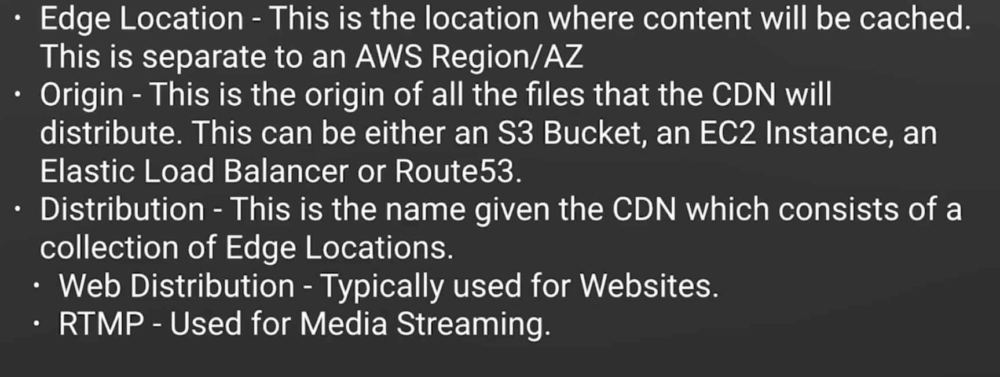 • Edge Location - This is the location where content will be cached.
This is separate to an AWS Region/AZ
• Origin - This is the origin of all the files that the CDN will
distribute. This can be either an S3 Bucket, an EC2 Instance, an
Elastic Load Balancer or Route53.
• Distribution - This is the name given the CDN which consists of a
collection of Edge Locations.
• Web Distribution - Typically used for Websites.
• RTMP - Used for Media Streaming.